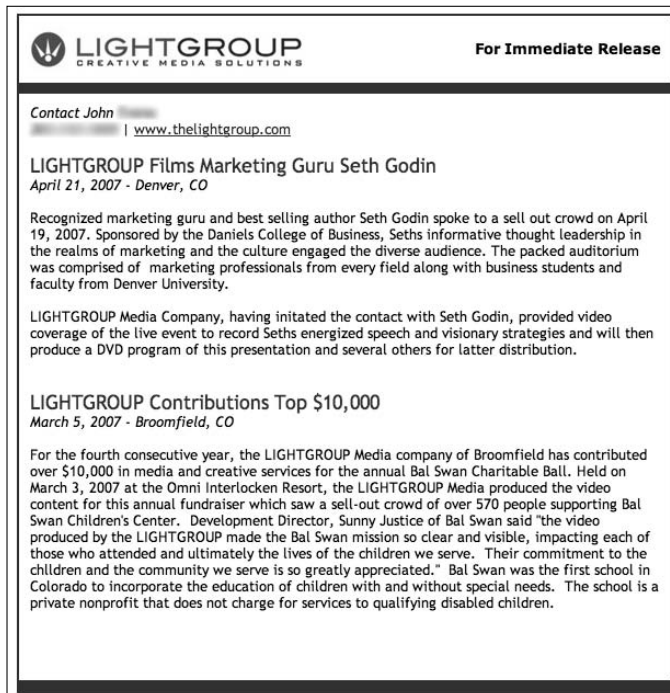 LIGHTGROUP
CREATIVE MEDIA SOLUTIONS
For Immediate Release
Contact John
| www.thelightgroup.com
LIGHTGROUP Films Marketing Guru Seth Godin
April 21, 2007 - Denver, CO
Recognized marketing guru and best selling author Seth Godin spoke to a sell out crowd on April
19, 2007. Sponsored by the Daniels College of Business, Seths informative thought leadership in
the realms of marketing and the culture engaged the diverse audience. The packed auditorium
was comprised of  marketing professionals from every field along with business students and
faculty from Denver University.
LIGHTGROUP Media Company, having initated the contact with Seth Godin, provided video
coverage of the live event to record Seths energized speech and visionary strategies and will then
produce a DVD program of this presentation and several others for latter distribution.
LIGHTGROUP Contributions Top $10,000
March 5, 2007 - Broomfield, CO
For the fourth consecutive year, the LIGHTGROUP Media company of Broomfield has contributed
over $10,000 in media and creative services for the annual Bal Swan Charitable Ball. Held on
March 3, 2007 at the Omni Interlocken Resort, the LIGHTGROUP Media produced the video
content for this annual fundraiser which saw a sell-out crowd of over 570 people supporting Bal
Swan Children's Center.  Development Director, Sunny Justice of Bal Swan said "the video
produced by the LIGHTGROUP made the Bal Swan mission so clear and visible, impacting each of
those who attended and ultimately the lives of the children we serve.  Their commitment to the
chlldren and the community we serve is so greatly appreciated."  Bal Swan was the first school in
Colorado to incorporate the education of children with and without special needs.  The school is a
private nonprofit that does not charge for services to qualifying disabled children.